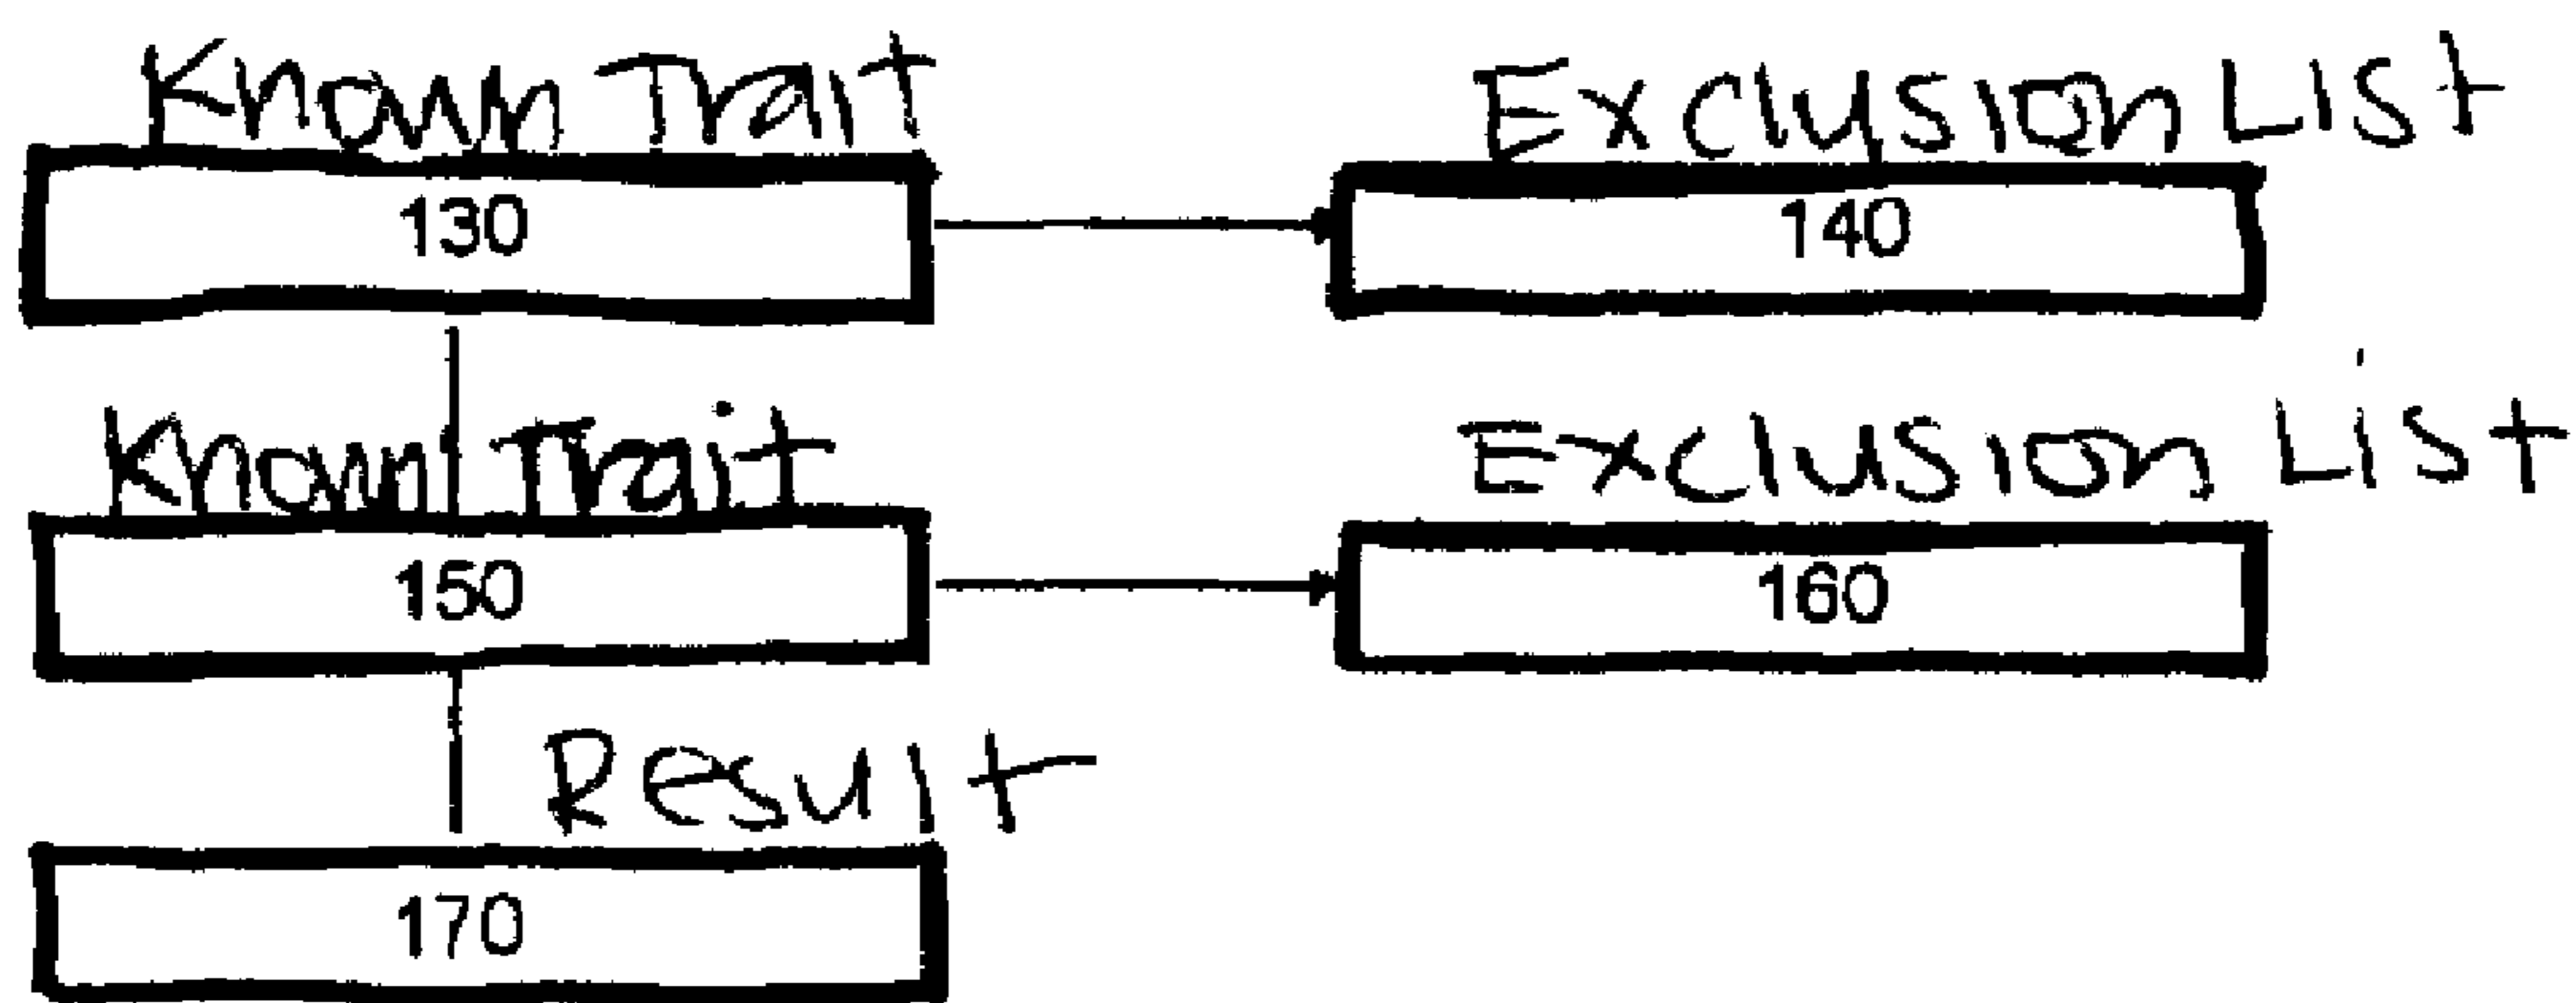 Known Trait
Exclusion List
130
140
Known Trait
Exclusion List
150
160
Result
170